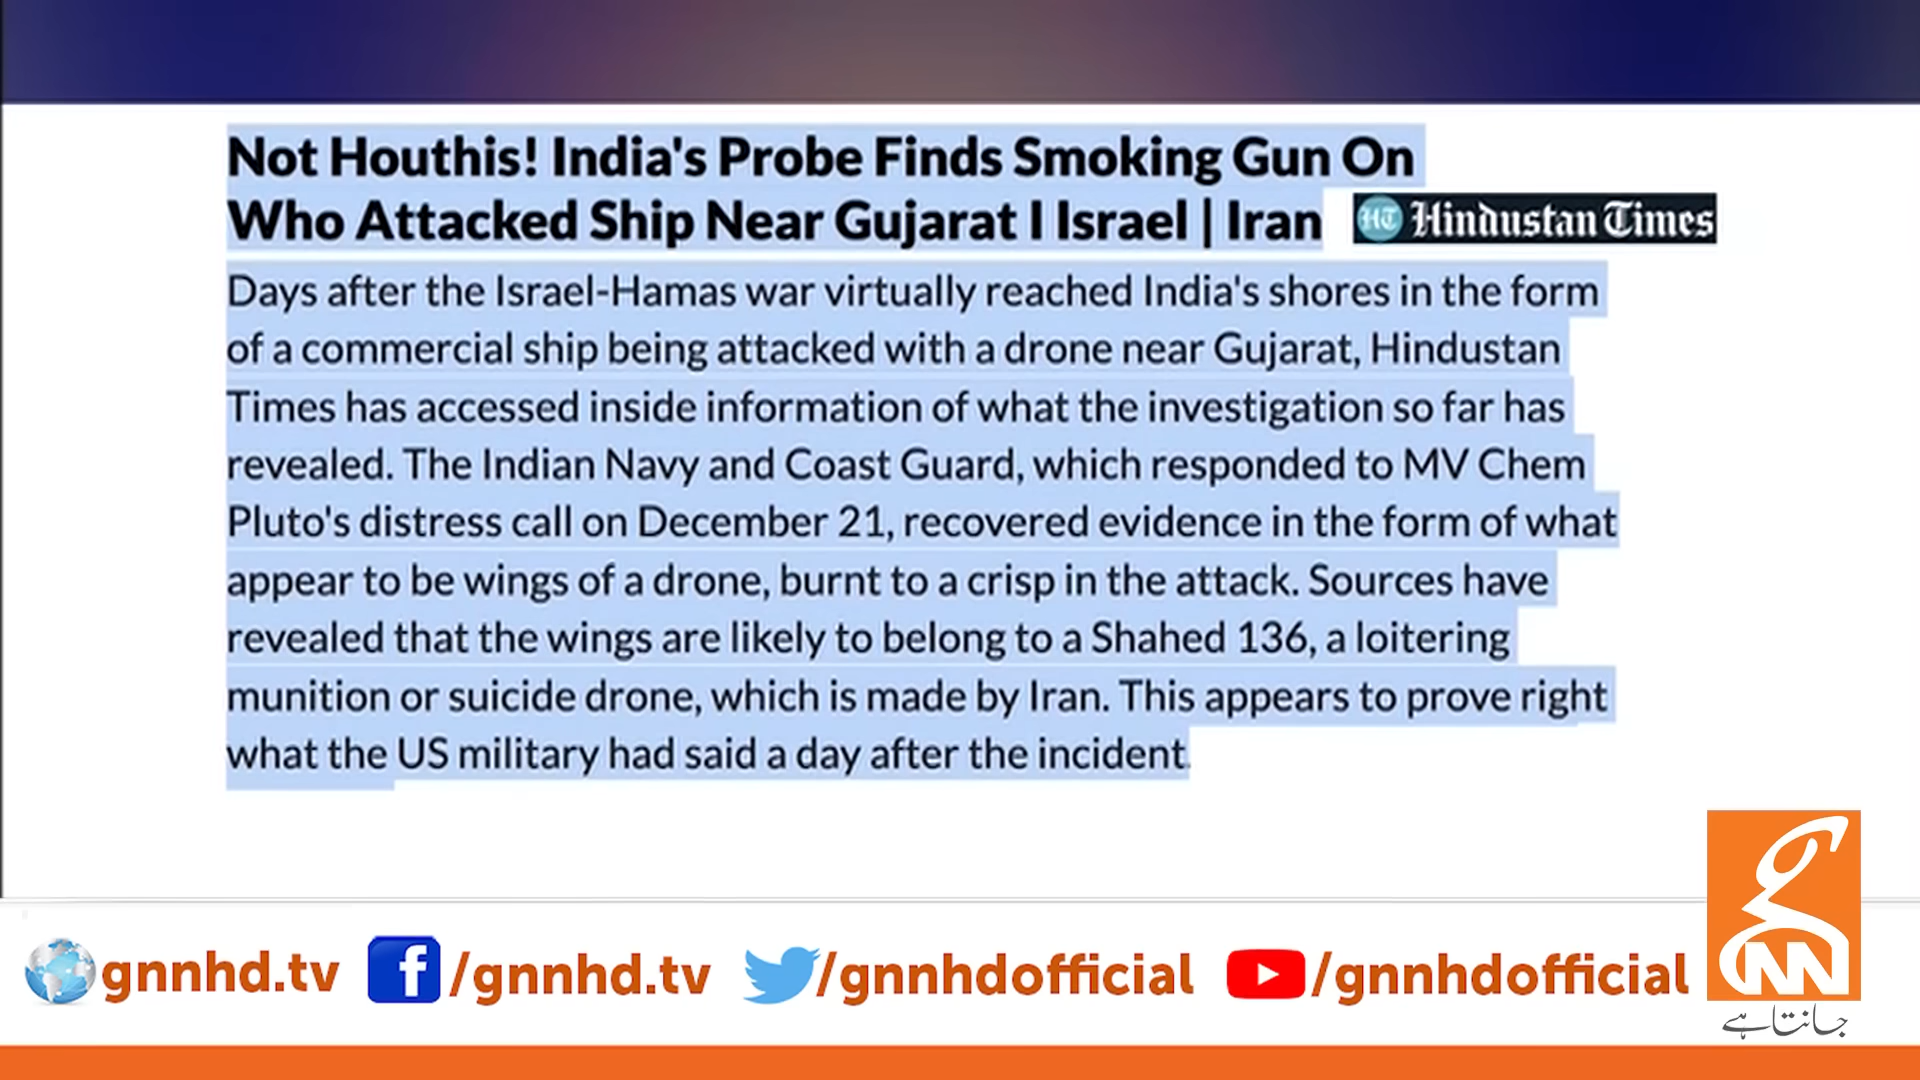 Not Houthis! India's Probe Finds Smoking Gun On
Who Attacked Ship Near Gujarat I Israel | Iran
HT Hindustan Times
Days after the Israel-Hamas war virtually reached India's shores in the form
of a commercial ship being attacked with a drone near Gujarat, Hindustan
Times has accessed inside information of what the investigation so far has
revealed. The Indian Navy and Coast Guard, which responded to MV Chem
Pluto's distress call on December 21, recovered evidence in the form of what
appear to be wings of a drone, burnt to a crisp in the attack. Sources have
revealed that the wings are likely to belong to a Shahed 136, a loitering
munition or suicide drone, which is made by Iran. This appears to prove right
what the US military had said a day after the incident.
gnnhd.tv
f /gnnhd.tv
/gnnhdofficial
/gnnhdofficial
GNN
جانتا ہے